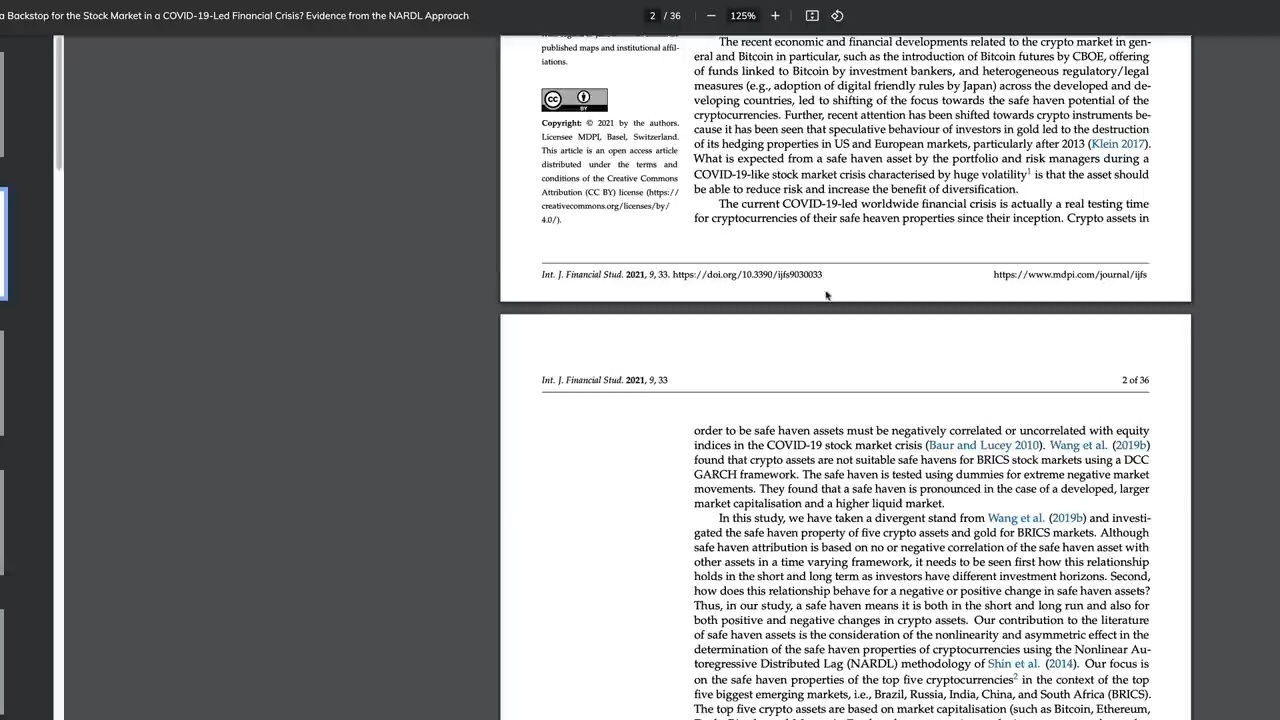 a Backstop for the Stock Market in a COVID-19-Led Financial Crisis? Evidence from the NARDL Approach
2 / 36
125%
published maps and institutional affil-
iations.
CC BY
Copyright: © 2021 by the authors.
Licensee MDPI, Basel, Switzerland.
This article is an open access article
distributed under the terms and
conditions of the Creative Commons
Attribution (CC BY) license (https://
creativecommons.org/licenses/by/
4.0/).
The recent economic and financial developments related to the crypto market in gen-
eral and Bitcoin in particular, such as the introduction of Bitcoin futures by CBOE, offering
of funds linked to Bitcoin by investment bankers, and heterogeneous regulatory/legal
measures (e.g., adoption of digital friendly rules by Japan) across the developed and de-
veloping countries, led to shifting of the focus towards the safe haven potential of the
cryptocurrencies. Further, recent attention has been shifted towards crypto instruments be-
cause it has been seen that speculative behaviour of investors in gold led to the destruction
of its hedging properties in US and European markets, particularly after 2013 (Klein 2017).
What is expected from a safe haven asset by the portfolio and risk managers during a
COVID-19-like stock market crisis characterised by huge volatility1 is that the asset should
be able to reduce risk and increase the benefit of diversification.
The current COVID-19-led worldwide financial crisis is actually a real testing time
for cryptocurrencies of their safe heaven properties since their inception. Crypto assets in
Int. J. Financial Stud. 2021, 9, 33. https://doi.org/10.3390/ijfs9030033
https://www.mdpi.com/journal/ijfs
Int. J. Financial Stud. 2021, 9, 33
2 of 36
order to be safe haven assets must be negatively correlated or uncorrelated with equity
indices in the COVID-19 stock market crisis (Baur and Lucey 2010). Wang et al. (2019b)
found that crypto assets are not suitable safe havens for BRICS stock markets using a DCC
GARCH framework. The safe haven is tested using dummies for extreme negative market
movements. They found that a safe haven is pronounced in the case of a developed, larger
market capitalisation and a higher liquid market.
In this study, we have taken a divergent stand from Wang et al. (2019b) and investi-
gated the safe haven property of five crypto assets and gold for BRICS markets. Although
safe haven attribution is based on no or negative correlation of the safe haven asset with
other assets in a time varying framework, it needs to be seen first how this relationship
holds in the short and long term as investors have different investment horizons. Second,
how does this relationship behave for a negative or positive change in safe haven assets?
Thus, in our study, a safe haven means it is both in the short and long run and also for
both positive and negative changes in crypto assets. Our contribution to the literature
of safe haven assets is the consideration of the nonlinearity and asymmetric effect in the
determination of the safe haven properties of cryptocurrencies using the Nonlinear Au-
toregressive Distributed Lag (NARDL) methodology of Shin et al. (2014). Our focus is
on the safe haven properties of the top five cryptocurrencies2 in the context of the top
five biggest emerging markets, i.e., Brazil, Russia, India, China, and South Africa (BRICS).
The top five crypto assets are based on market capitalisation (such as Bitcoin, Ethereum,